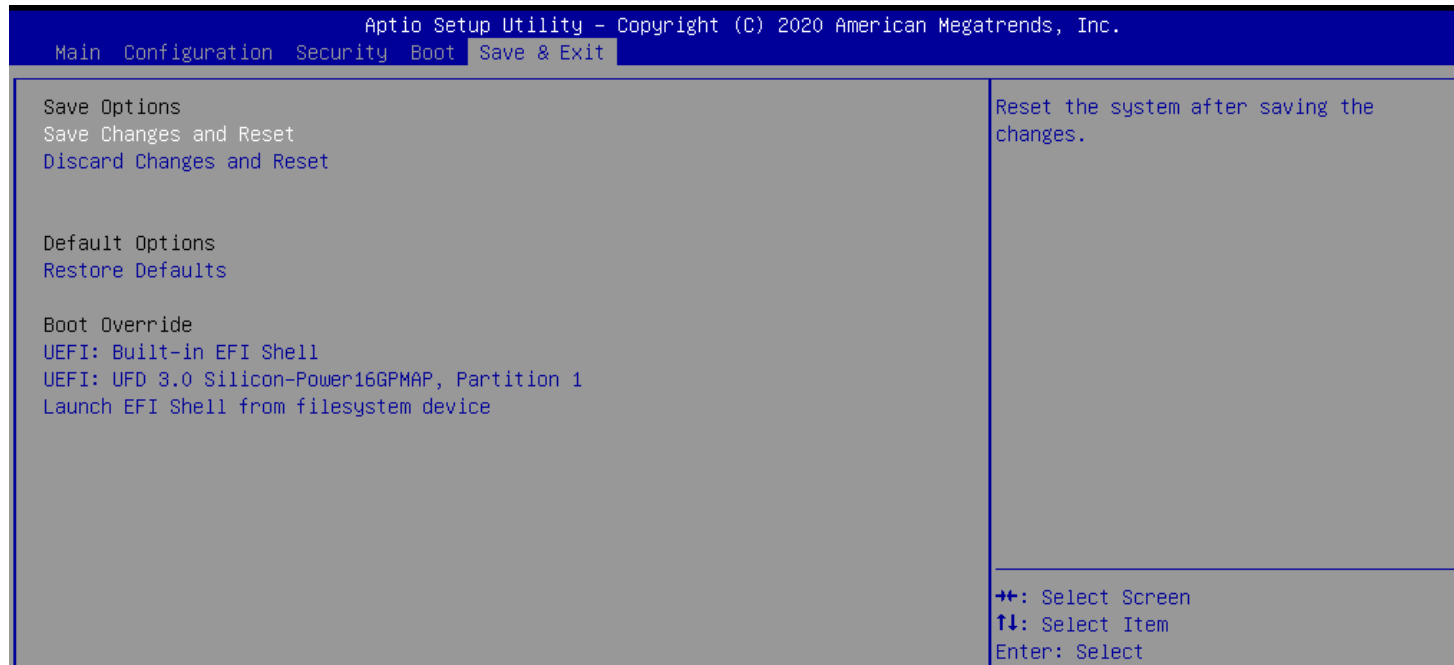 Aptio Setup Utility – Copyright (C) 2020 American Megatrends, Inc.
Main Configuration Security Boot Save & Exit
Save Options
Save Changes and Reset
Discard Changes and Reset
Default Options
Restore Defaults
Boot Override
UEFI: Built-in EFI Shell
UEFI: UFD 3.0 Silicon-Power16GPMAP, Partition 1
Launch EFI Shell from filesystem device
Reset the system after saving the
changes.
→←: Select Screen
↑↓: Select Item
Enter: Select